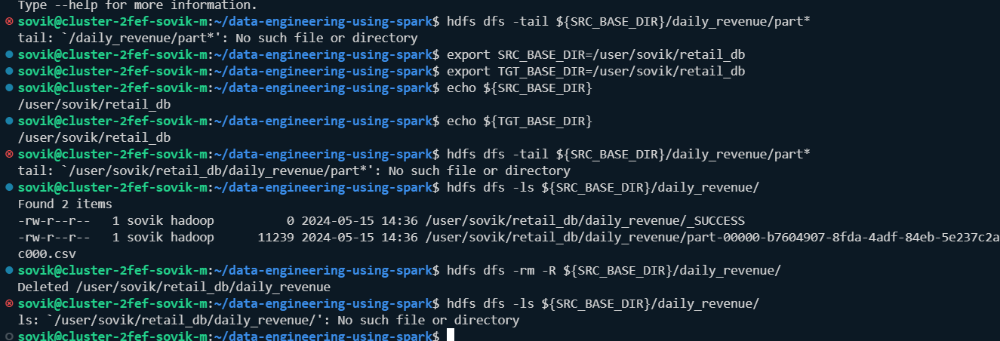 Type --help for more information.
sovik@cluster-2fef-sovik-m:~/data-engineering-using-spark$ hdfs dfs -tail ${SRC_BASE_DIR}/daily_revenue/part*
tail: `/daily_revenue/part*': No such file or directory
sovik@cluster-2fef-sovik-m:~/data-engineering-using-spark$ export SRC_BASE_DIR=/user/sovik/retail_db
sovik@cluster-2fef-sovik-m:~/data-engineering-using-spark$ export TGT_BASE_DIR=/user/sovik/retail_db
sovik@cluster-2fef-sovik-m:~/data-engineering-using-spark$ echo ${SRC_BASE_DIR}
/user/sovik/retail_db
sovik@cluster-2fef-sovik-m:~/data-engineering-using-spark$ echo ${TGT_BASE_DIR}
/user/sovik/retail_db
sovik@cluster-2fef-sovik-m:~/data-engineering-using-spark$ hdfs dfs -tail ${SRC_BASE_DIR}/daily_revenue/part*
tail: `/user/sovik/retail_db/daily_revenue/part*': No such file or directory
sovik@cluster-2fef-sovik-m:~/data-engineering-using-spark$ hdfs dfs -ls ${SRC_BASE_DIR}/daily_revenue/
Found 2 items
-rw-r--r--   1 sovik hadoop          0 2024-05-15 14:36 /user/sovik/retail_db/daily_revenue/_SUCCESS
-rw-r--r--   1 sovik hadoop      11239 2024-05-15 14:36 /user/sovik/retail_db/daily_revenue/part-00000-b7604907-8fda-4adf-84eb-5e237c2a
c000.csv
sovik@cluster-2fef-sovik-m:~/data-engineering-using-spark$ hdfs dfs -rm -R ${SRC_BASE_DIR}/daily_revenue/
Deleted /user/sovik/retail_db/daily_revenue
sovik@cluster-2fef-sovik-m:~/data-engineering-using-spark$ hdfs dfs -ls ${SRC_BASE_DIR}/daily_revenue/
ls: `/user/sovik/retail_db/daily_revenue/': No such file or directory
sovik@cluster-2fef-sovik-m:~/data-engineering-using-spark$